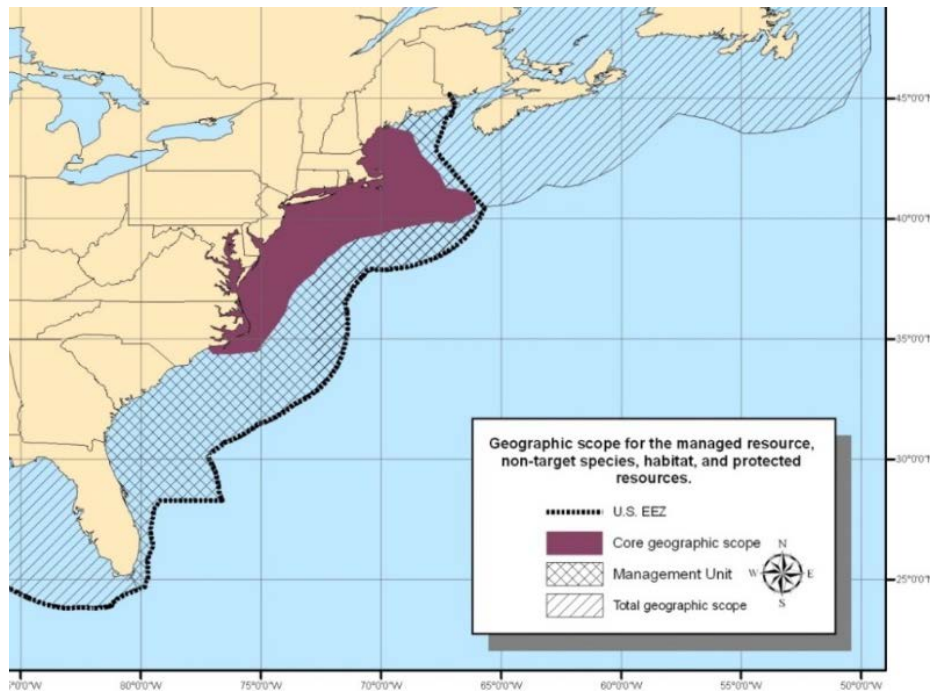 45°0'0"N
40°0'0"N
35°0'0"N
30°0'0"N
25°0'0"N
Geographic scope for the managed resource,
non-target species, habitat, and protected
resources.
U.S. EEZ
Core geographic scope
Management Unit
Total geographic scope
N
W
E
S
80°0'0"W
75°0'0"W
70°0'0"W
65°0'0"W
60°0'0"W
55°0'0"W
50°0'0"W